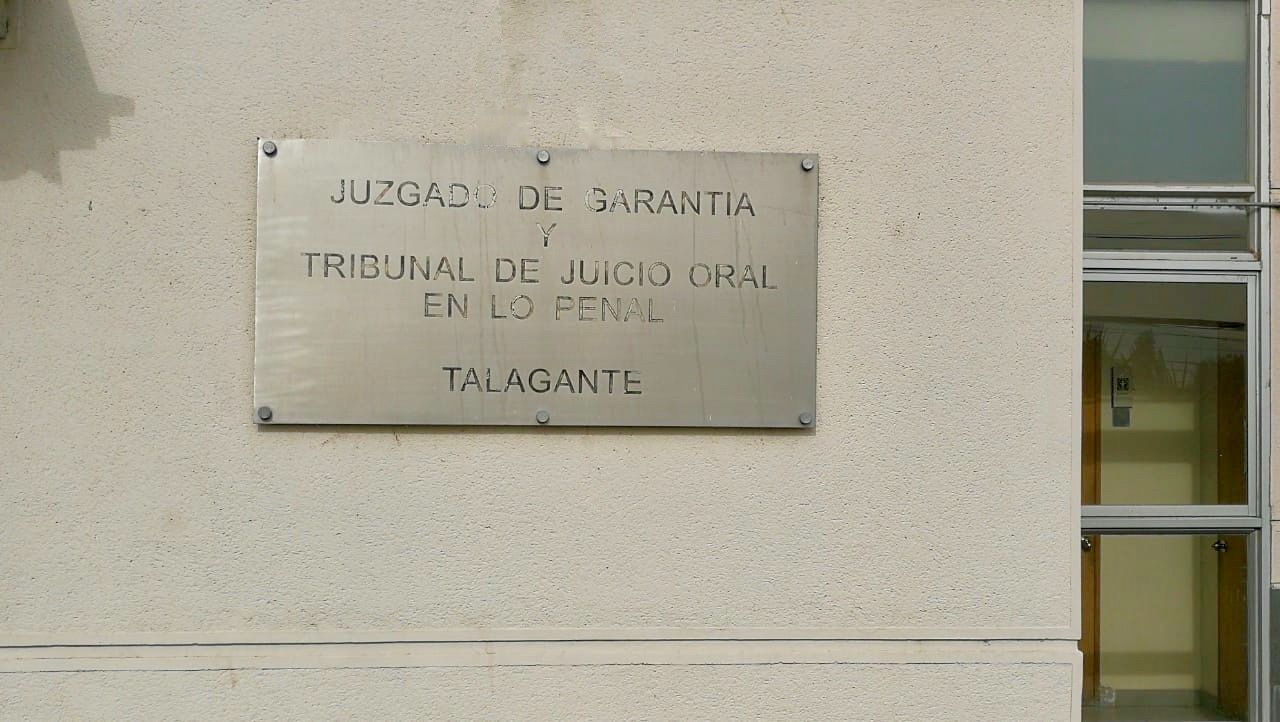 JUZGADO DE GARANTIA
Y
TRIBUNAL DE JUICIO ORAL
EN LO PENAL
TALAGANTE